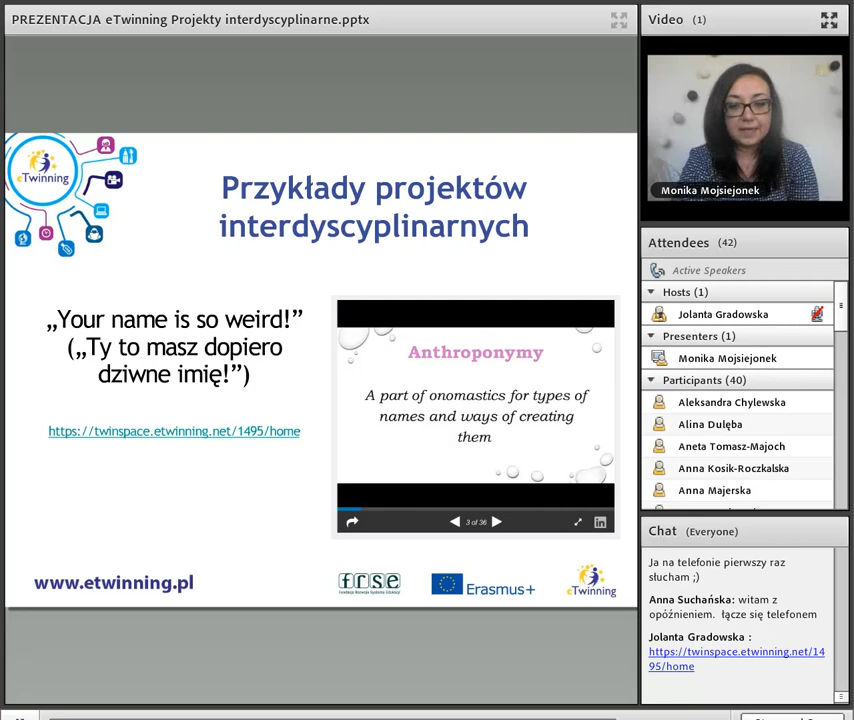 PREZENTACJA eTwinning Projekty interdyscyplinarne.pptx
eTwinning
Przykłady projektów
interdyscyplinarnych
„Your name is so weird!”
(„Ty to masz dopiero
dziwne imię!”)
https://twinspace.etwinning.net/1495/home
Anthroponymy
A part of onomastics for types of
names and ways of creating
them
3 of 36
www.etwinning.pl
frse
Fundacja Rozwoju Systemu Edukacji
Erasmus+
eTwinning
Video (1)
Monika Mojsiejonek
Attendees (42)
Active Speakers
Hosts (1)
Jolanta Gradowska
Presenters (1)
Monika Mojsiejonek
Participants (40)
Aleksandra Chylewska
Alina Dulęba
Aneta Tomasz-Majoch
Anna Kosik-Roczkalska
Anna Majerska
Chat (Everyone)
Ja na telefonie pierwszy raz
słucham ;)
Anna Suchańska: witam z
opóźnieniem. łącze się telefonem
Jolanta Gradowska :
https://twinspace.etwinning.net/14
95/home